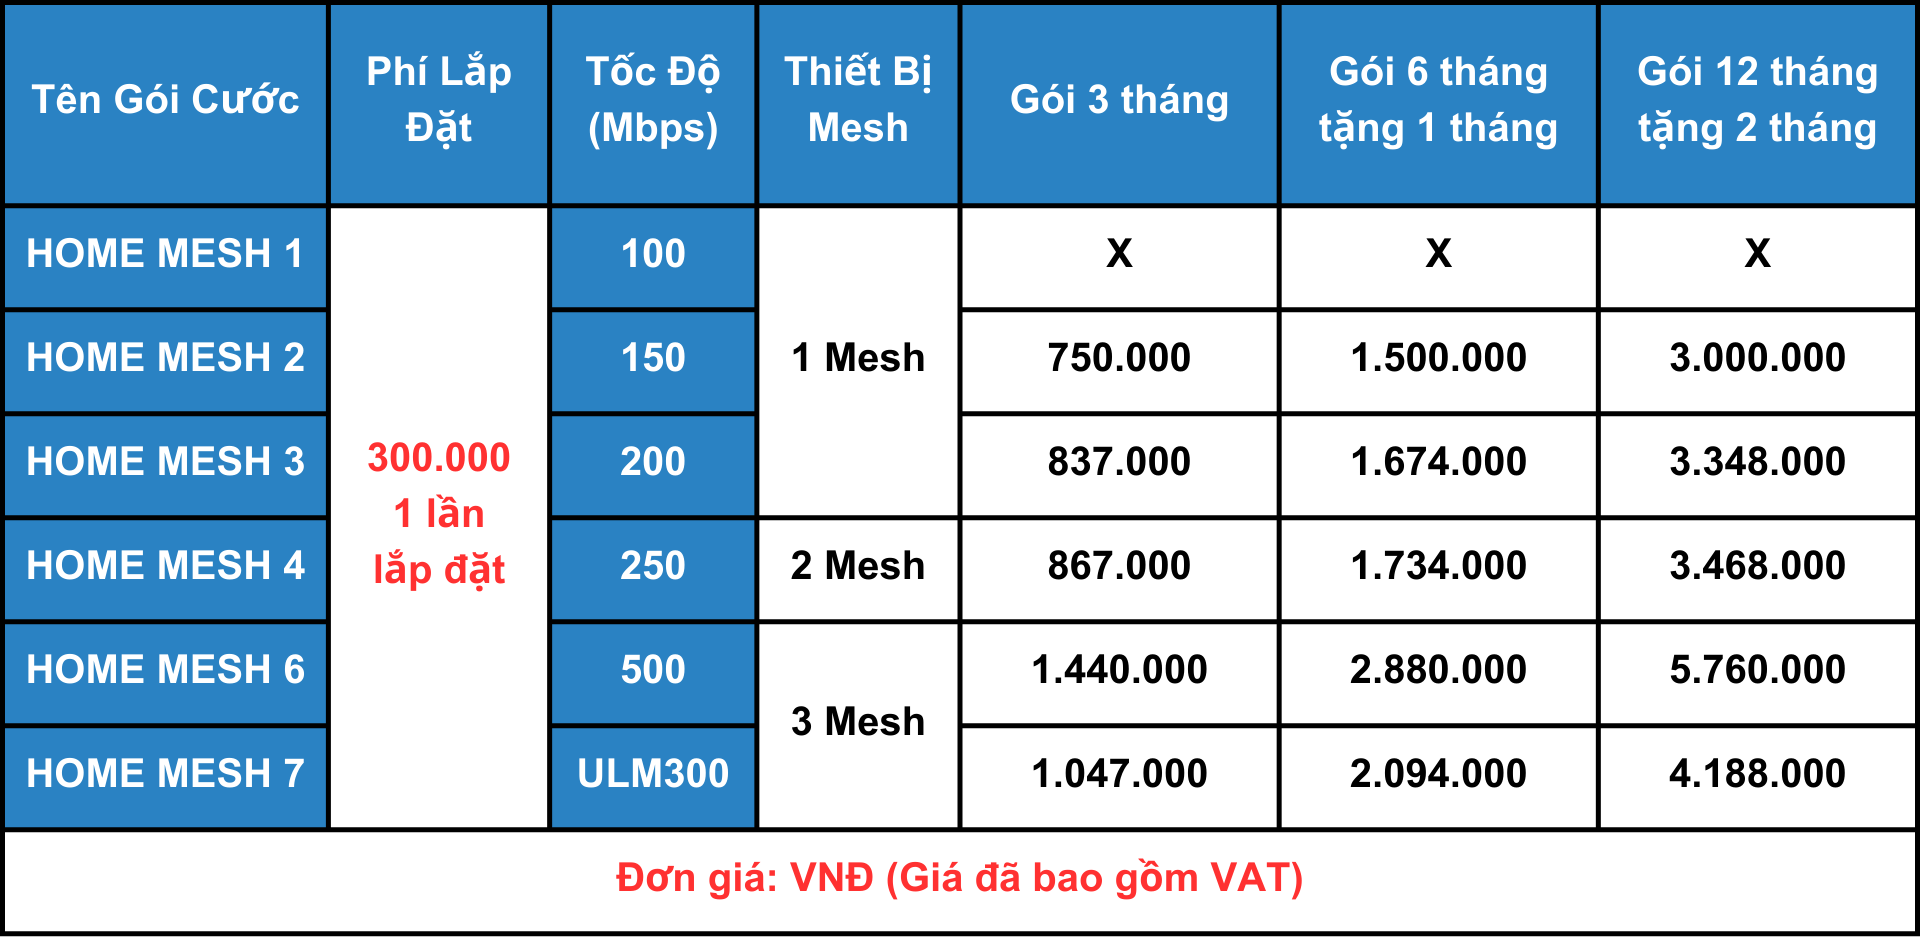 Tên Gói Cước
Phí Lắp
Đặt
Tốc Độ
(Mbps)
Thiết Bị
Mesh
Gói 3 tháng
Gói 6 tháng
tặng 1 tháng
Gói 12 tháng
tặng 2 tháng
HOME MESH 1
100
X
X
X
HOME MESH 2
150
1 Mesh
750.000
1.500.000
3.000.000
HOME MESH 3
300.000
1 lần
lắp đặt
200
837.000
1.674.000
3.348.000
HOME MESH 4
250
2 Mesh
867.000
1.734.000
3.468.000
HOME MESH 6
500
3 Mesh
1.440.000
2.880.000
5.760.000
HOME MESH 7
ULM300
1.047.000
2.094.000
4.188.000
Đơn giá: VNĐ (Giá đã bao gồm VAT)